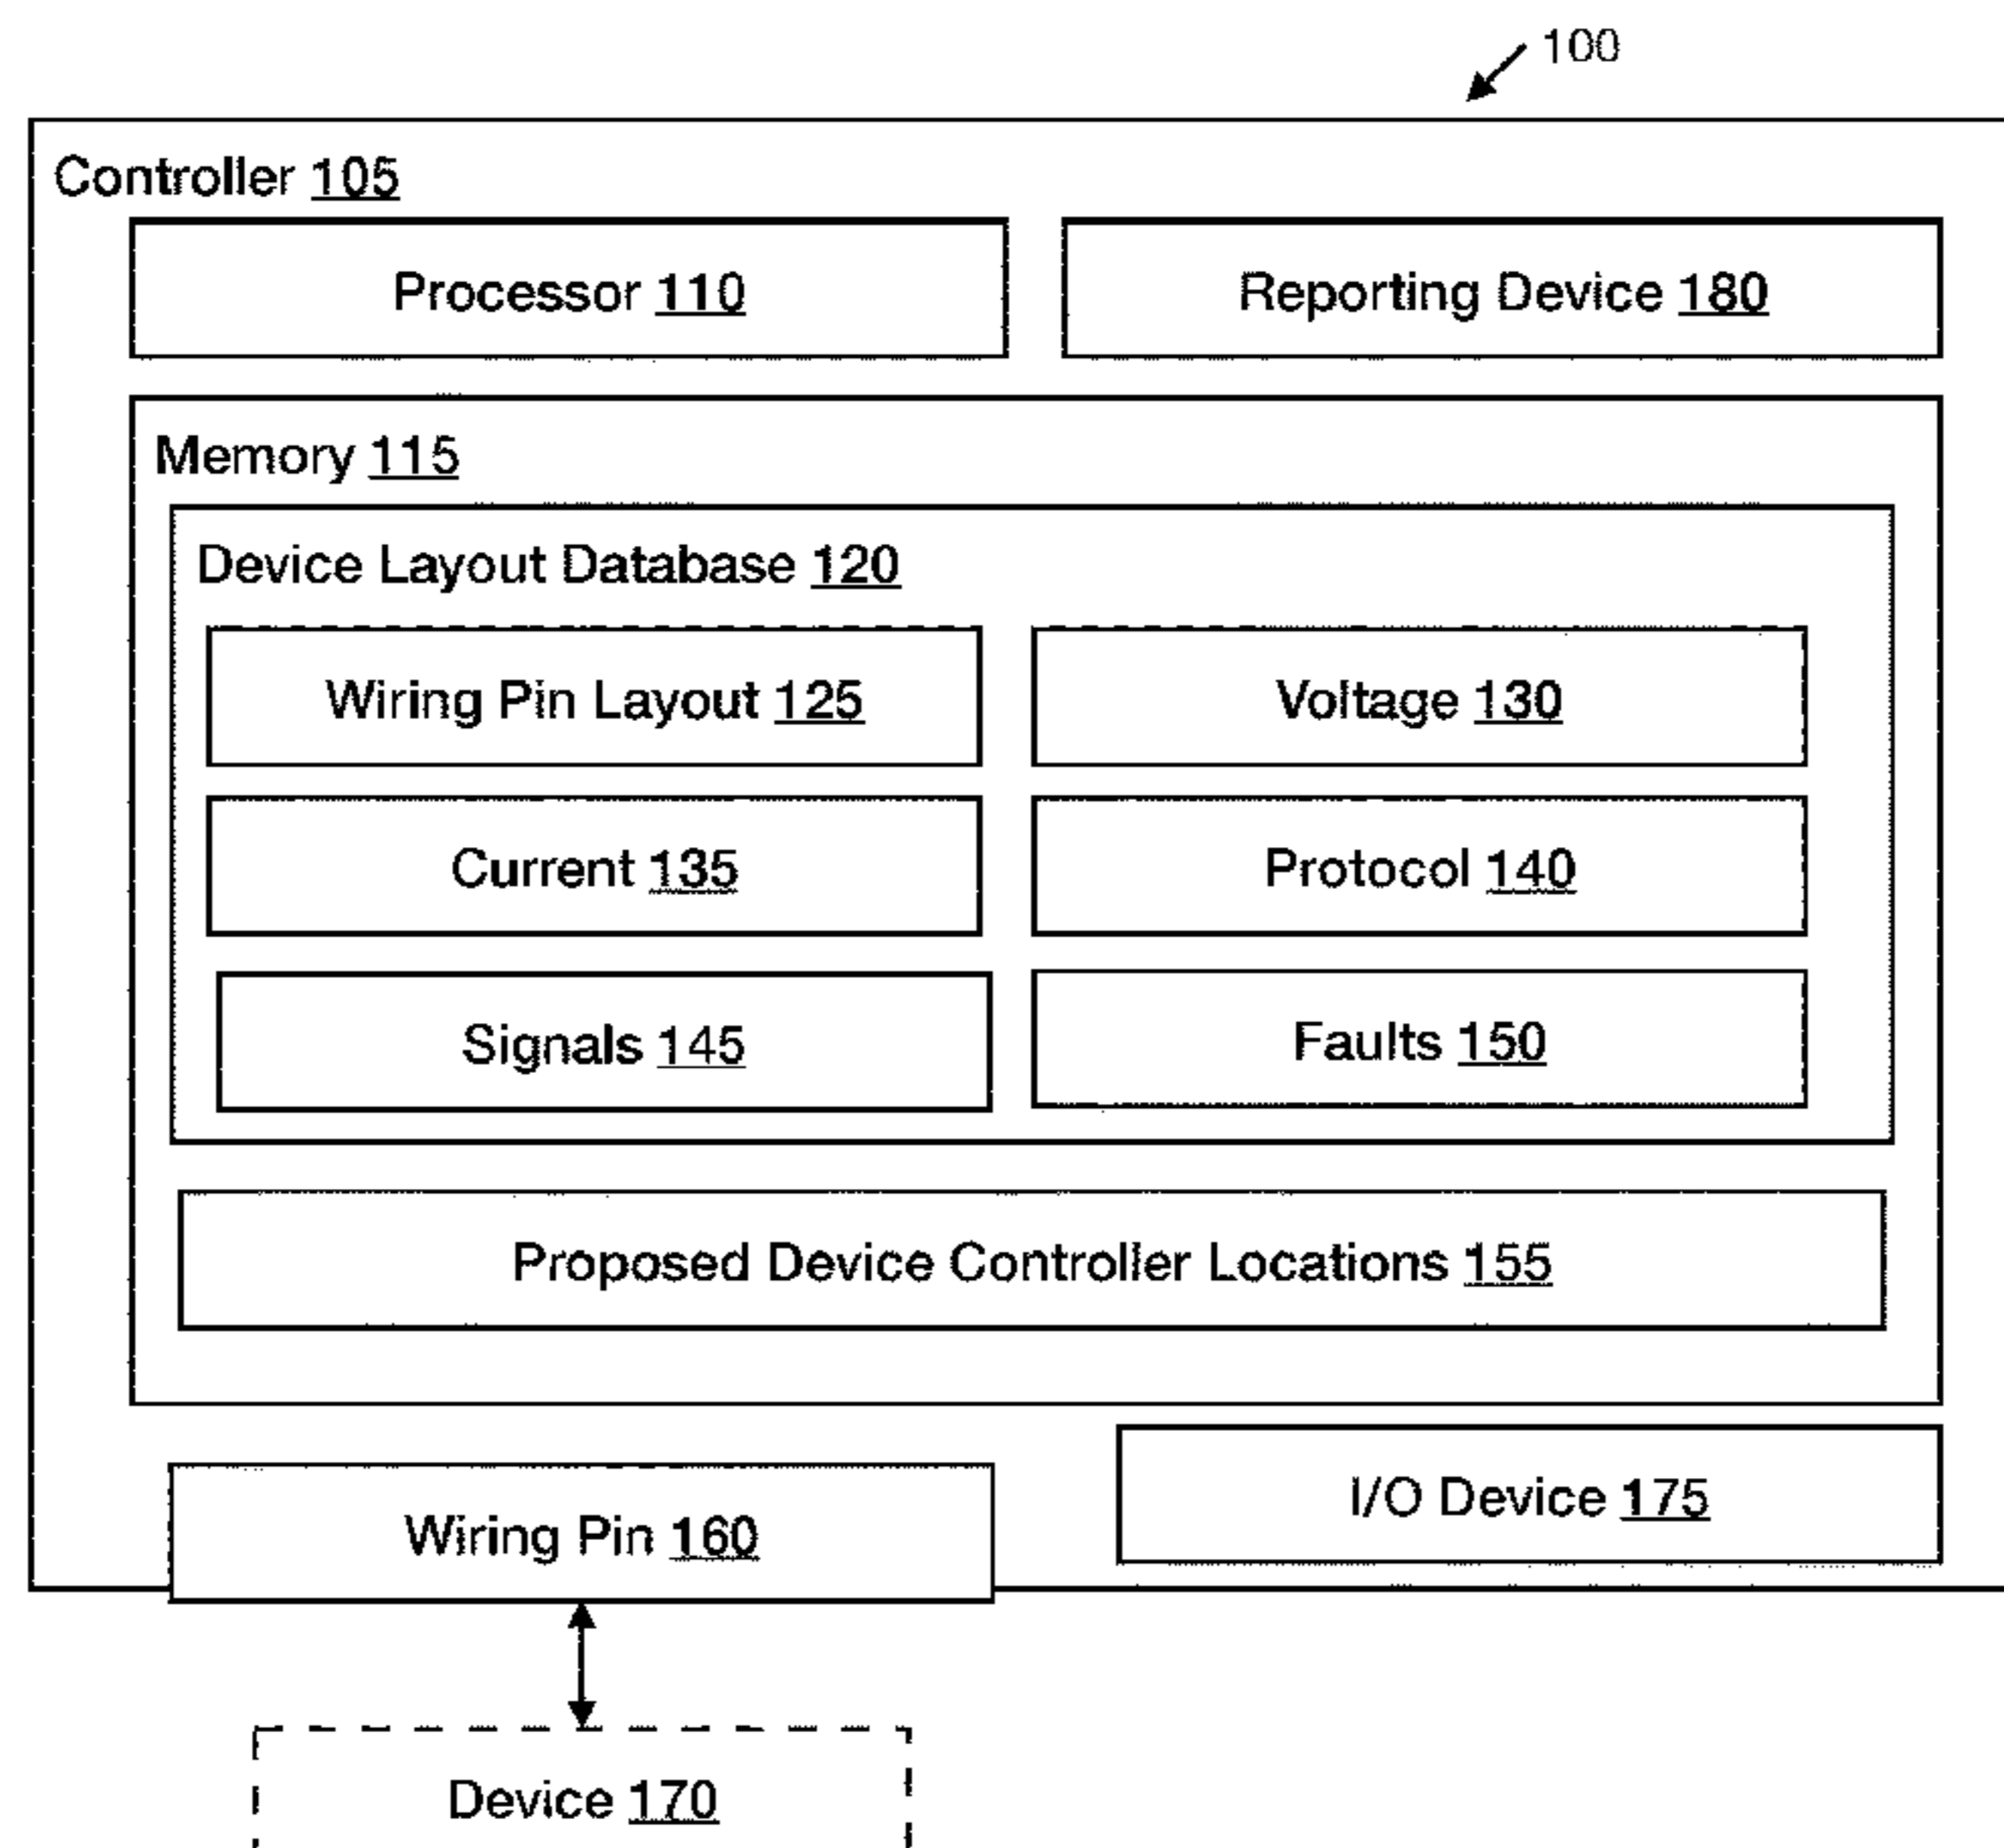 100
Controller 105
Processor 110
Reporting Device 180
Memory 115
Device Layout Database 120
Wiring Pin Layout 125
Voltage 130
Current 135
Protocol 140
Signals 145
Faults 150
Proposed Device Controller Locations 155
Wiring Pin 160
I/O Device 175
Device 170